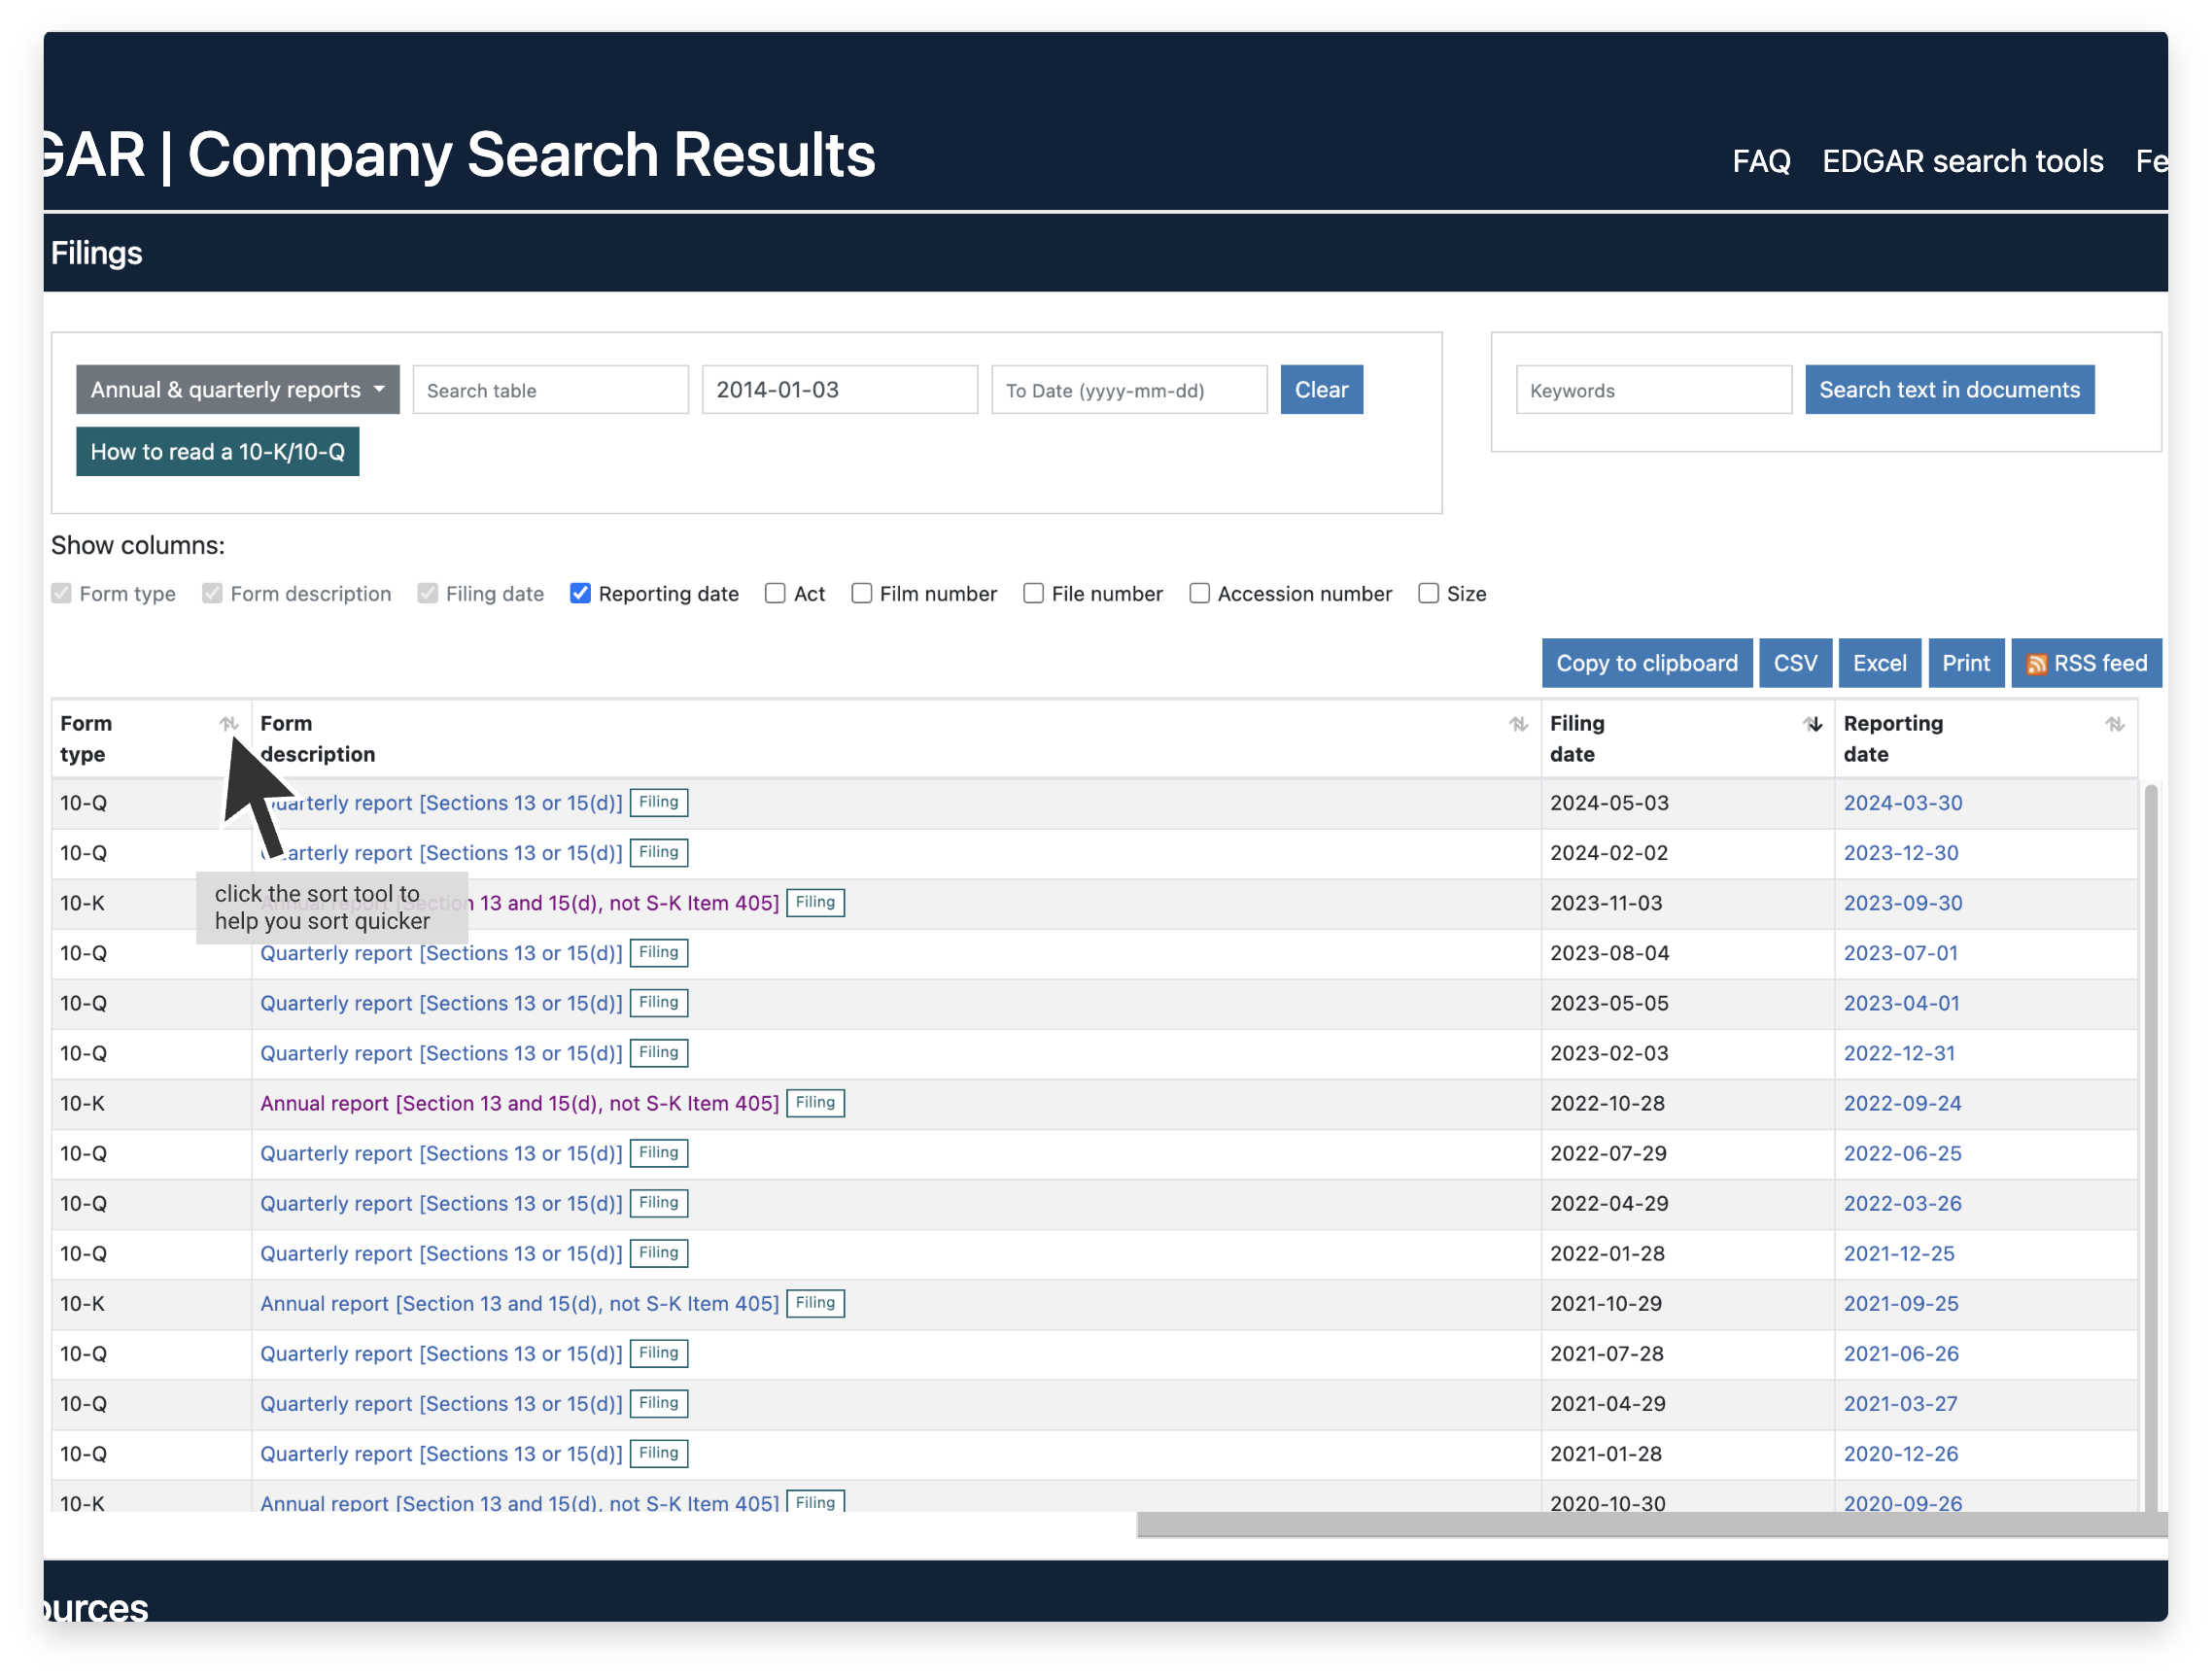 GAR | Company Search Results
FAQ EDGAR search tools Fe
Filings
Annual & quarterly reports Search table 2014-01-03 To Date (yyyy-mm-dd) Clear Keywords Search text in documents
How to read a 10-K/10-Q
Show columns:
Form type Form description Filing date Reporting date Act Film number File number Accession number Size
Copy to clipboard CSV Excel Print RSS feed
Form type Form description Filing date Reporting date
10-Q Quarterly report [Sections 13 or 15(d)] Filing 2024-05-03 2024-03-30
10-Q Quarterly report [Sections 13 or 15(d)] Filing 2024-02-02 2023-12-30
click the sort tool to
help you sort quicker
10-K Annual report [Section 13 and 15(d), not S-K Item 405] Filing 2023-11-03 2023-09-30
10-Q Quarterly report [Sections 13 or 15(d)] Filing 2023-08-04 2023-07-01
10-Q Quarterly report [Sections 13 or 15(d)] Filing 2023-05-05 2023-04-01
10-Q Quarterly report [Sections 13 or 15(d)] Filing 2023-02-03 2022-12-31
10-K Annual report [Section 13 and 15(d), not S-K Item 405] Filing 2022-10-28 2022-09-24
10-Q Quarterly report [Sections 13 or 15(d)] Filing 2022-07-29 2022-06-25
10-Q Quarterly report [Sections 13 or 15(d)] Filing 2022-04-29 2022-03-26
10-Q Quarterly report [Sections 13 or 15(d)] Filing 2022-01-28 2021-12-25
10-K Annual report [Section 13 and 15(d), not S-K Item 405] Filing 2021-10-29 2021-09-25
10-Q Quarterly report [Sections 13 or 15(d)] Filing 2021-07-28 2021-06-26
10-Q Quarterly report [Sections 13 or 15(d)] Filing 2021-04-29 2021-03-27
10-Q Quarterly report [Sections 13 or 15(d)] Filing 2021-01-28 2020-12-26
10-K Annual report [Section 13 and 15(d), not S-K Item 405] Filing 2020-10-30 2020-09-26
ources